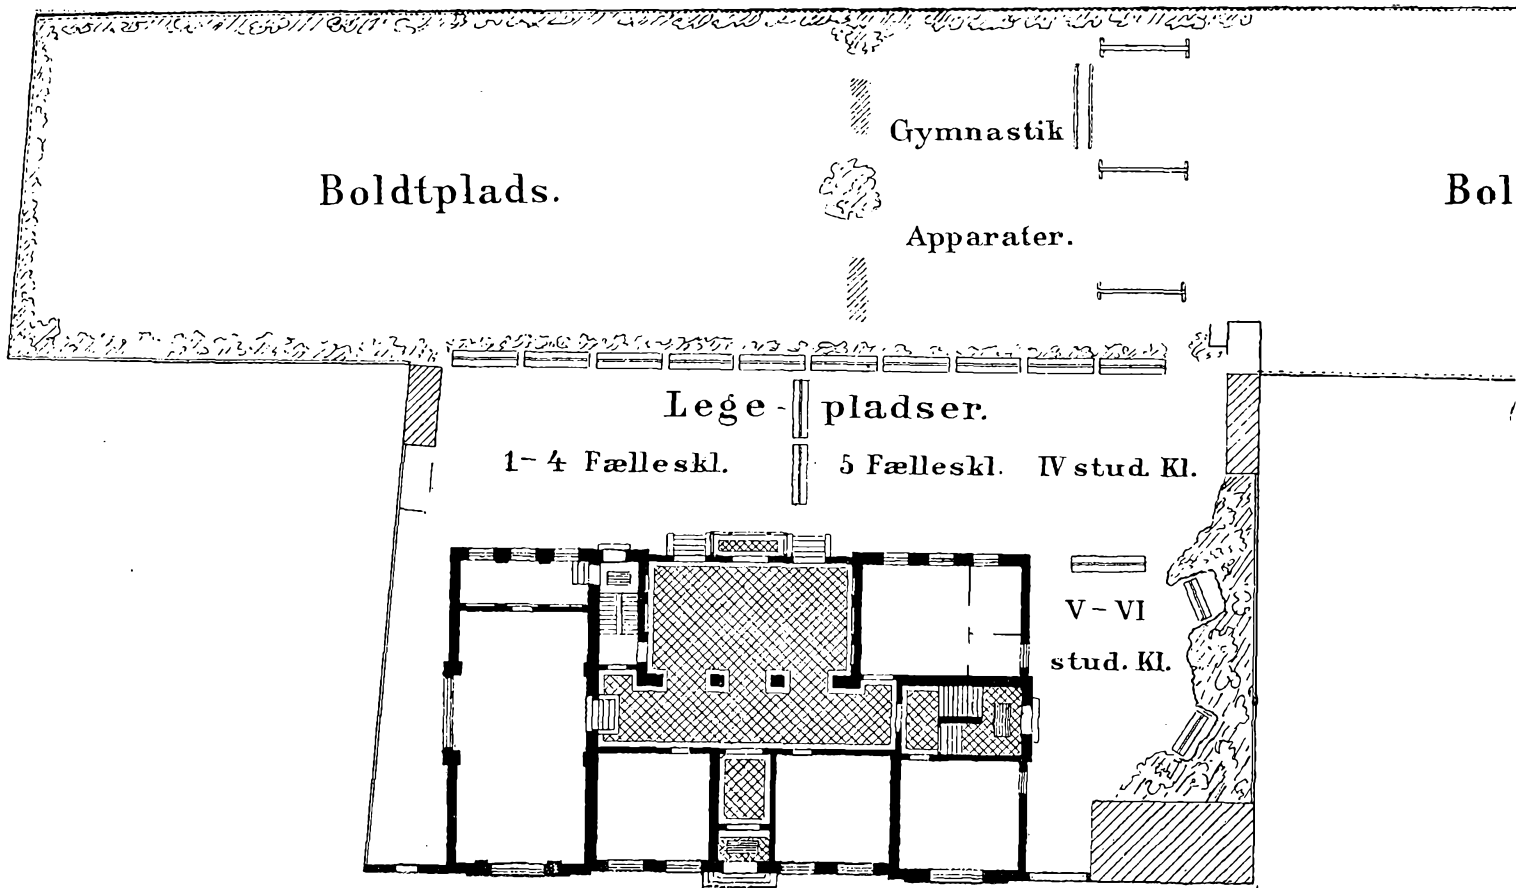 Gymnastik
Boldtplads.
Bol
Apparater.
Lege - pladser.
1-4 Fælleskl. 5 Fælleskl. IV stud. Kl.
V-VI
stud. Kl.